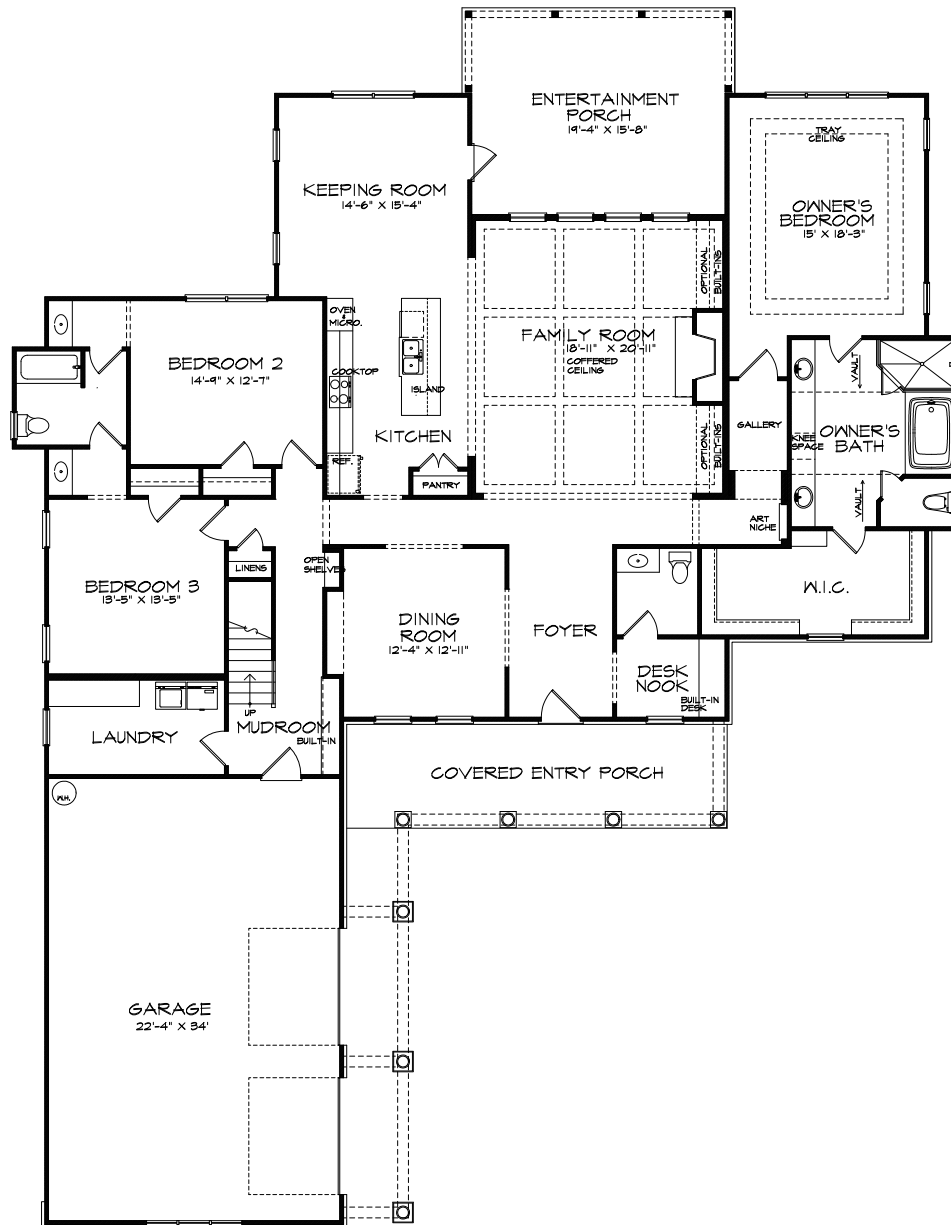 ENTERTAINMENT
PORCH
19'-4" X 15'-8"
TRAY
CEILING
KEEPING ROOM
14'-6" X 15'-4"
OWNER'S
BEDROOM
15' X 18'-3"
OPTIONAL
BUILT-INS
OVEN
MICRO.
FAMILY ROOM
18'-11" X 20'-11"
COFFERED
CEILING
BEDROOM 2
14'-9" X 12'-7"
COOKTOP
ISLAND
VAULT
KITCHEN
GALLERY
KNEE
SPACE
OWNER'S
BATH
OPTIONAL
BUILT-INS
REF.
PANTRY
VAULT
ART
NICHE
OPEN
SHELVES
LINENS
BEDROOM 3
13'-5" X 13'-5"
W.I.C.
DINING
ROOM
12'-4" X 12'-11"
FOYER
DESK
NOOK
BUILT-IN
DESK
UP
MUDROOM
BUILT-IN
LAUNDRY
COVERED ENTRY PORCH
W.H.
GARAGE
22'-4" X 34'